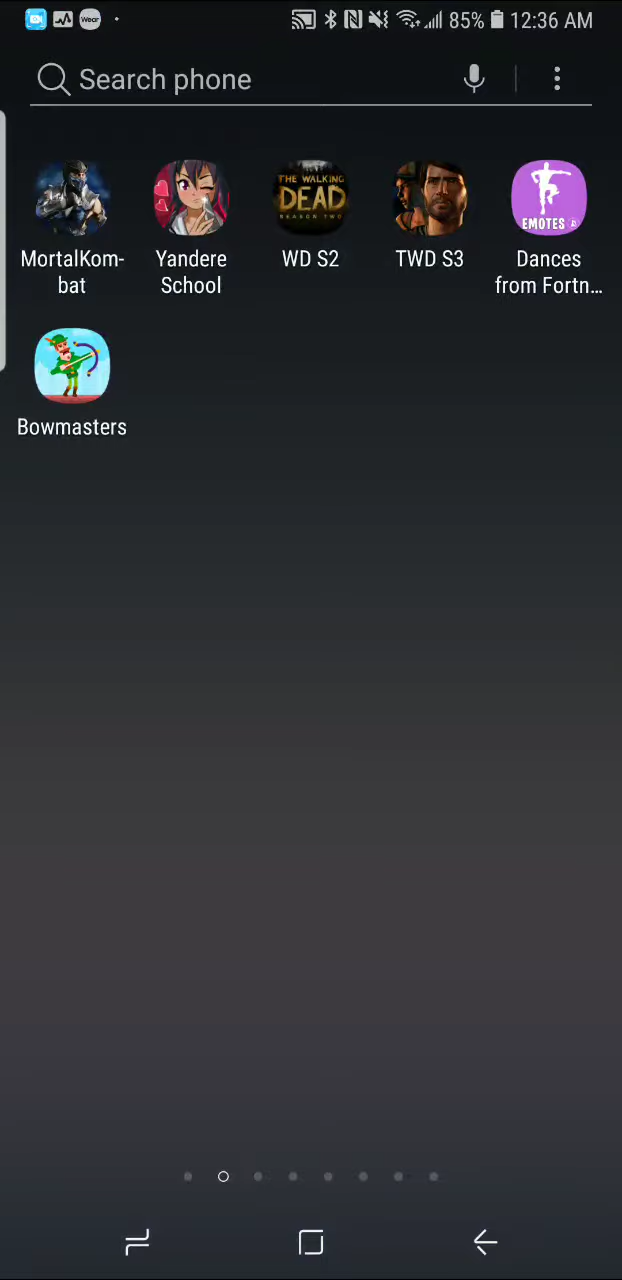 Wear
85% 12:36 AM
Search phone
THE WALKING
DEAD
SEASON TWO
EMOTES
MortalKom-
bat
Yandere
School
WD S2
TWD S3
Dances
from Fortn...
Bowmasters